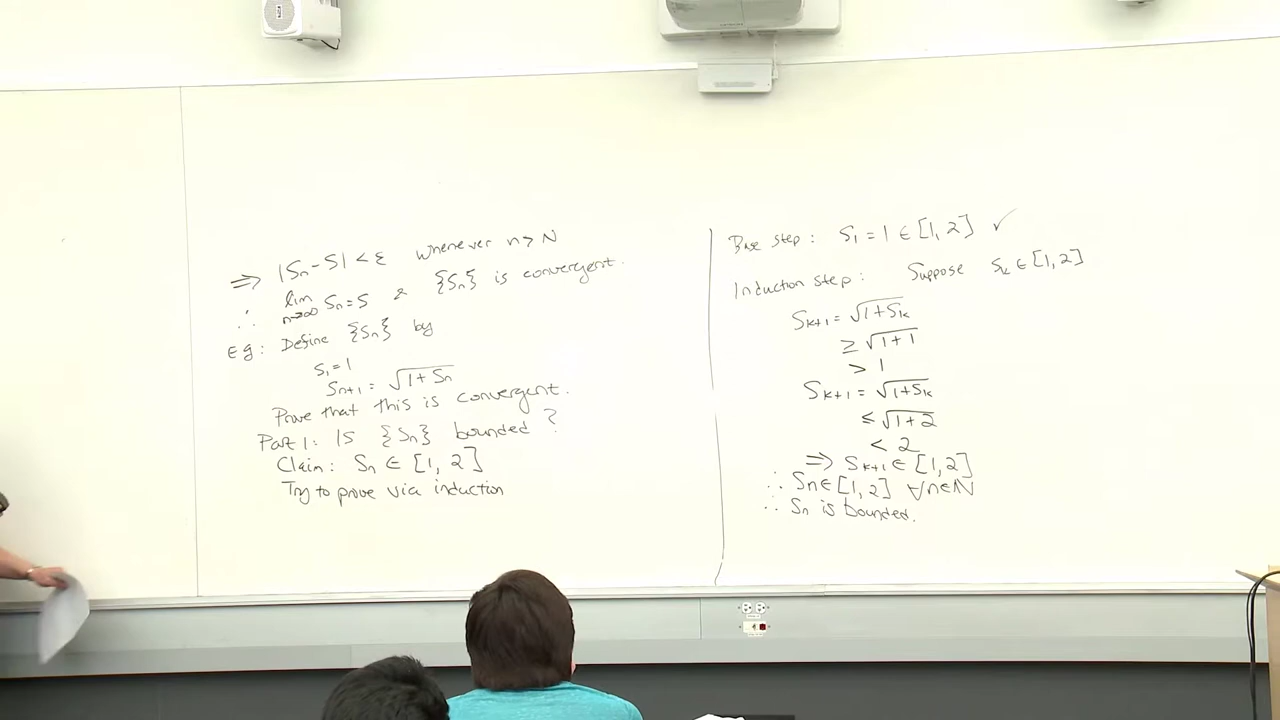 ⇒ |Sn - S| < ε whenever n > N
∴ lim n→∞ Sn = S & {Sn} is convergent.
Eg: Define {Sn} by
S1 = 1
Sn+1 = √(1+Sn)
Prove that this is convergent.
Part 1: Is {Sn} bounded?
Claim: Sn ∈ [1, 2]
Try to prove via induction
Base step: S1 = 1 ∈ [1, 2] ✓
Induction step: Suppose Sk ∈ [1, 2]
Sk+1 = √(1+Sk)
≥ √(1+1)
> 1
Sk+1 = √(1+Sk)
≤ √(1+2)
< 2
⇒ Sk+1 ∈ [1, 2]
∴ Sn ∈ [1, 2] ∀n∈ℕ
∴ Sn is bounded.